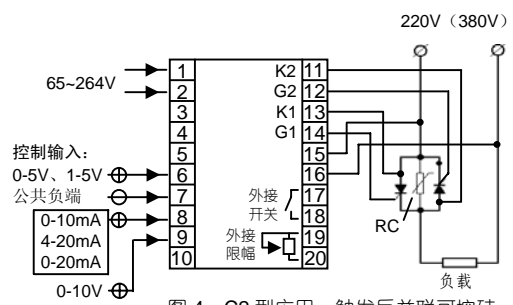 220V（380V）
65~264V
1
2
3
4
5
6
7
8
9
10
K2 11
G2 12
K1 13
G1 14
15
16
外接 17
开关 18
外接 19
限幅 20
控制输入：
0-5V、1-5V
公共负端
0-10mA
4-20mA
0-20mA
0-10V
RC
负载